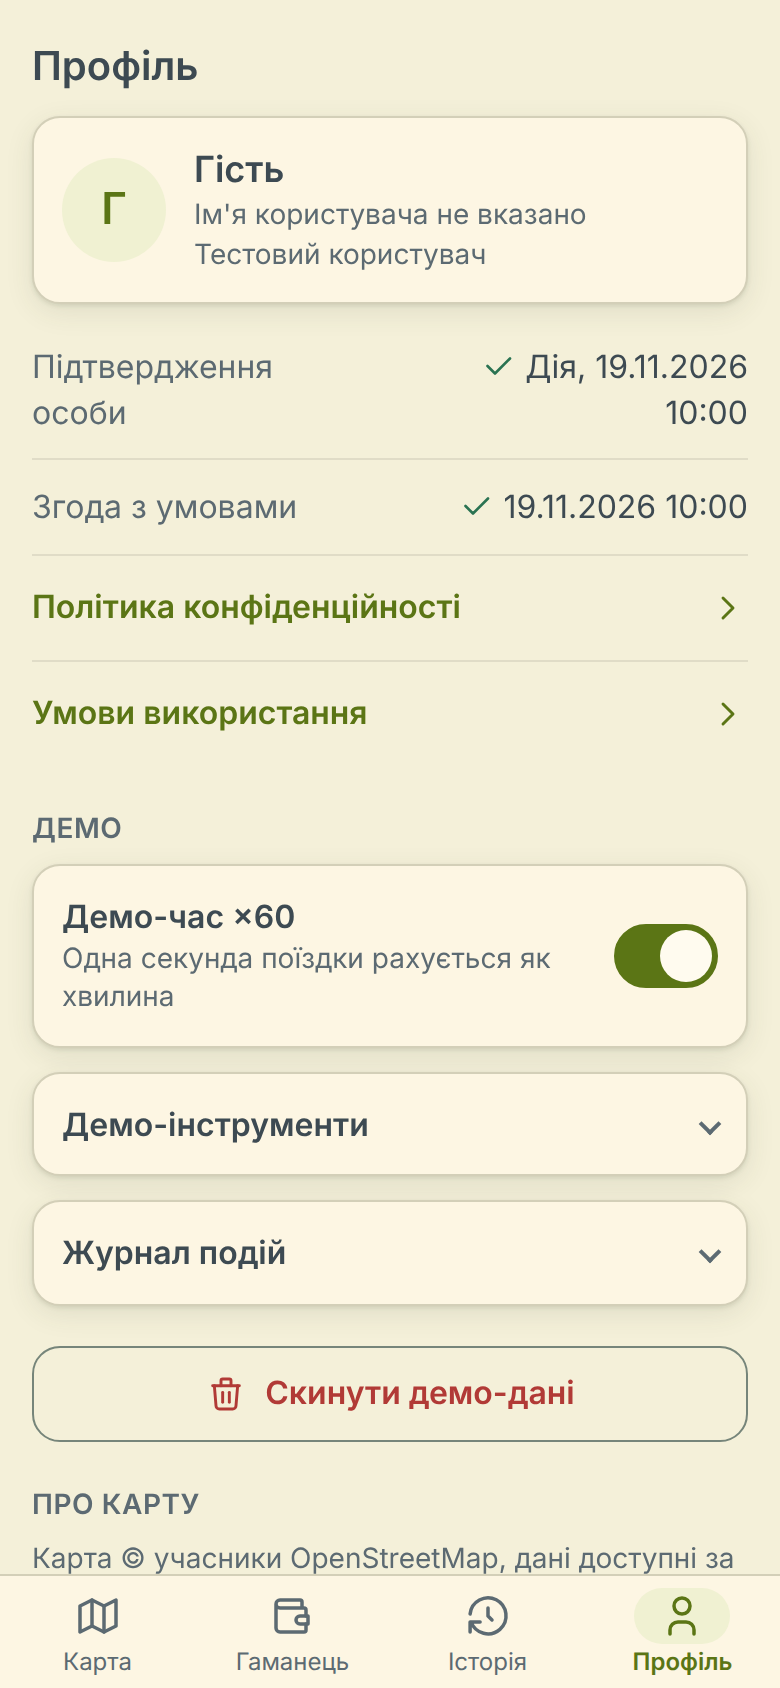 Профіль
Г
Гість
Ім'я користувача не вказано
Тестовий користувач
Підтвердження
особи
Дія, 19.11.2026
10:00
Згода з умовами
19.11.2026 10:00
Політика конфіденційності
Умови використання
ДЕМО
Демо-час ×60
Одна секунда поїздки рахується як
хвилина
Демо-інструменти
Журнал подій
Скинути демо-дані
ПРО КАРТУ
Карта © учасники OpenStreetMap, дані доступні за
Карта
Гаманець
Історія
Профіль